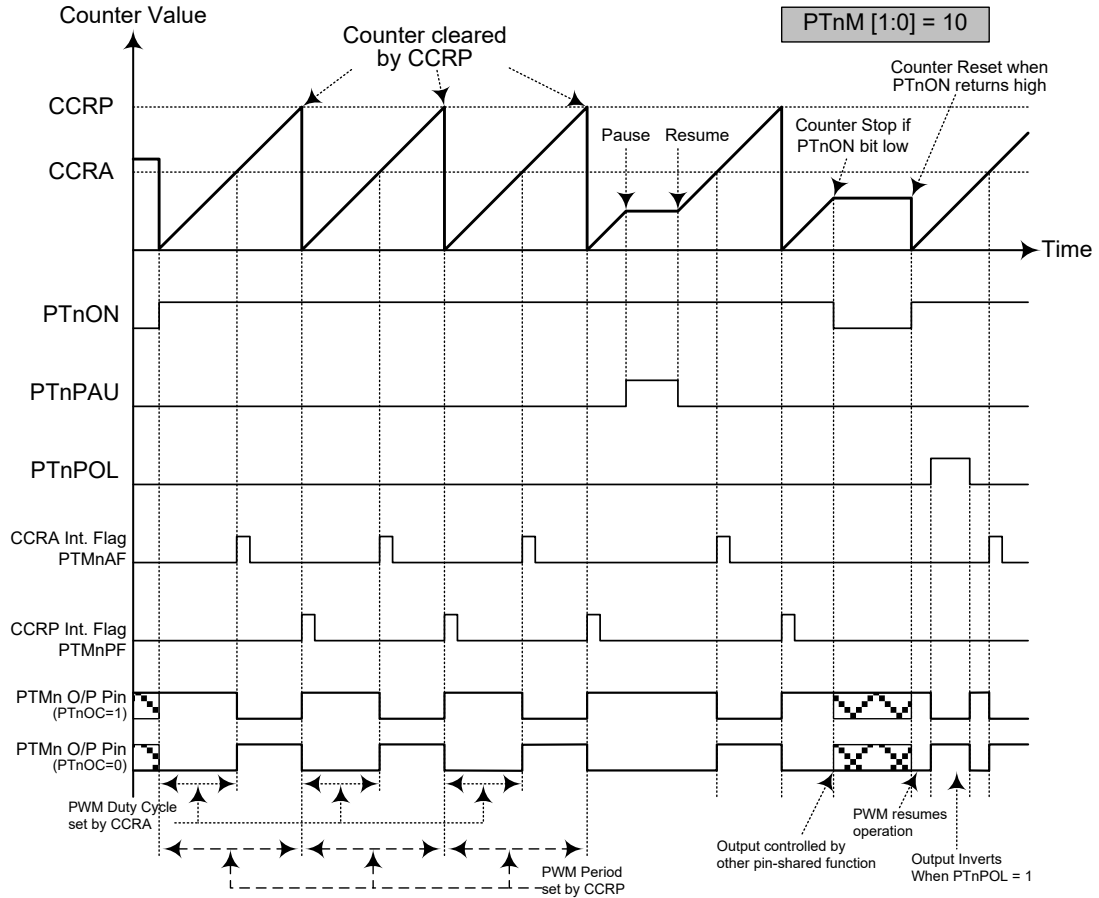 Counter Value
PTnM [1:0] = 10
Counter cleared
by CCRP
Counter Reset when
PTnON returns high
CCRP
Pause
Resume
Counter Stop if
PTnON bit low
CCRA
Time
PTnON
PTnPAU
PTnPOL
CCRA Int. Flag
PTMnAF
CCRP Int. Flag
PTMnPF
PTMn O/P Pin
(PTnOC=1)
PTMn O/P Pin
(PTnOC=0)
PWM Duty Cycle
set by CCRA
PWM resumes
operation
Output controlled by
other pin-shared function
Output Inverts
When PTnPOL = 1
PWM Period
set by CCRP